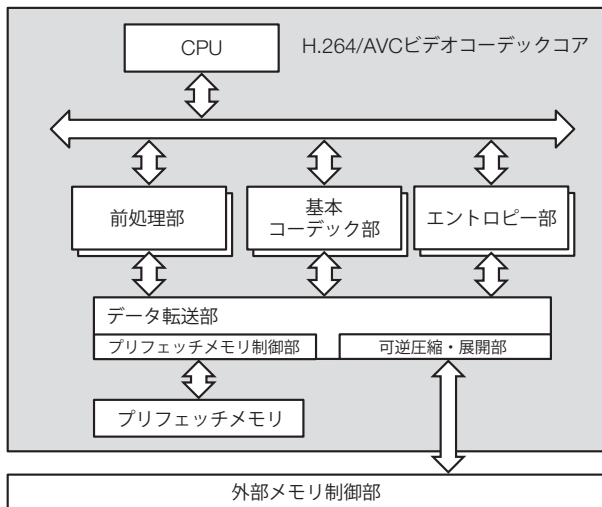 CPU
H.264/AVCビデオコーデックコア
前処理部
基本
コーデック部
エントロピー部
データ転送部
プリフェッチメモリ制御部
可逆圧縮・展開部
プリフェッチメモリ
外部メモリ制御部